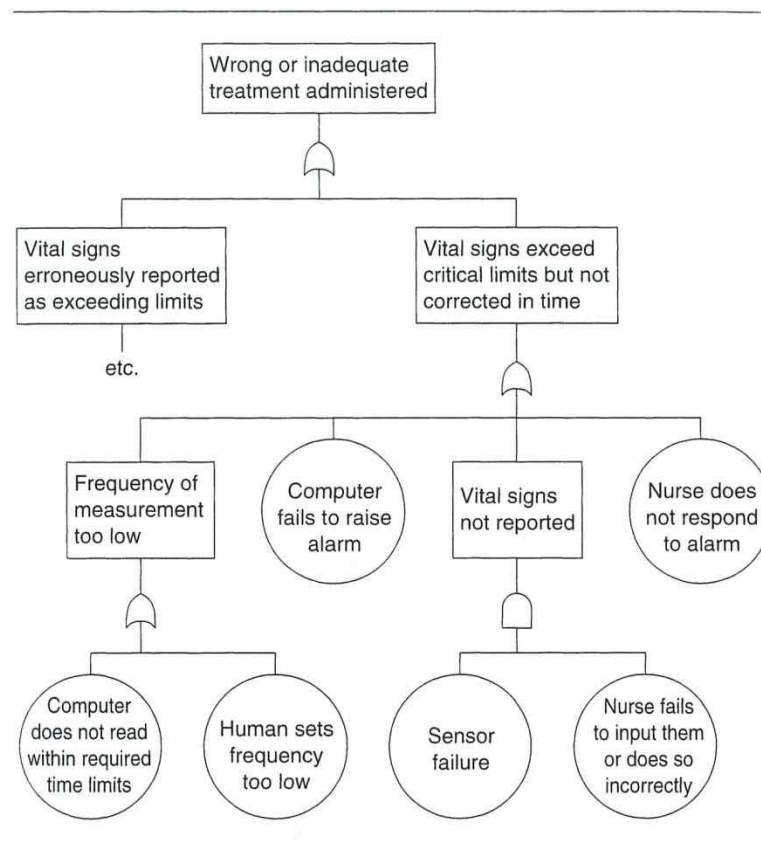 Wrong or inadequate
treatment administered
Vital signs
erroneously reported
as exceeding limits
Vital signs exceed
critical limits but not
corrected in time
etc.
Frequency of
measurement
too low
Computer
fails to raise
alarm
Vital signs
not reported
Nurse does
not respond
to alarm
Computer
does not read
within required
time limits
Human sets
frequency
too low
Sensor
failure
Nurse fails
to input them
or does so
incorrectly